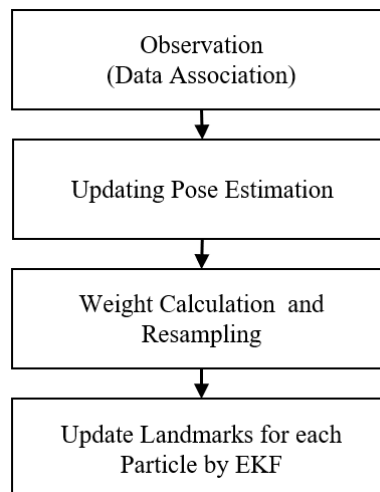 Observation
(Data Association)
Updating Pose Estimation
Weight Calculation and
Resampling
Update Landmarks for each
Particle by EKF